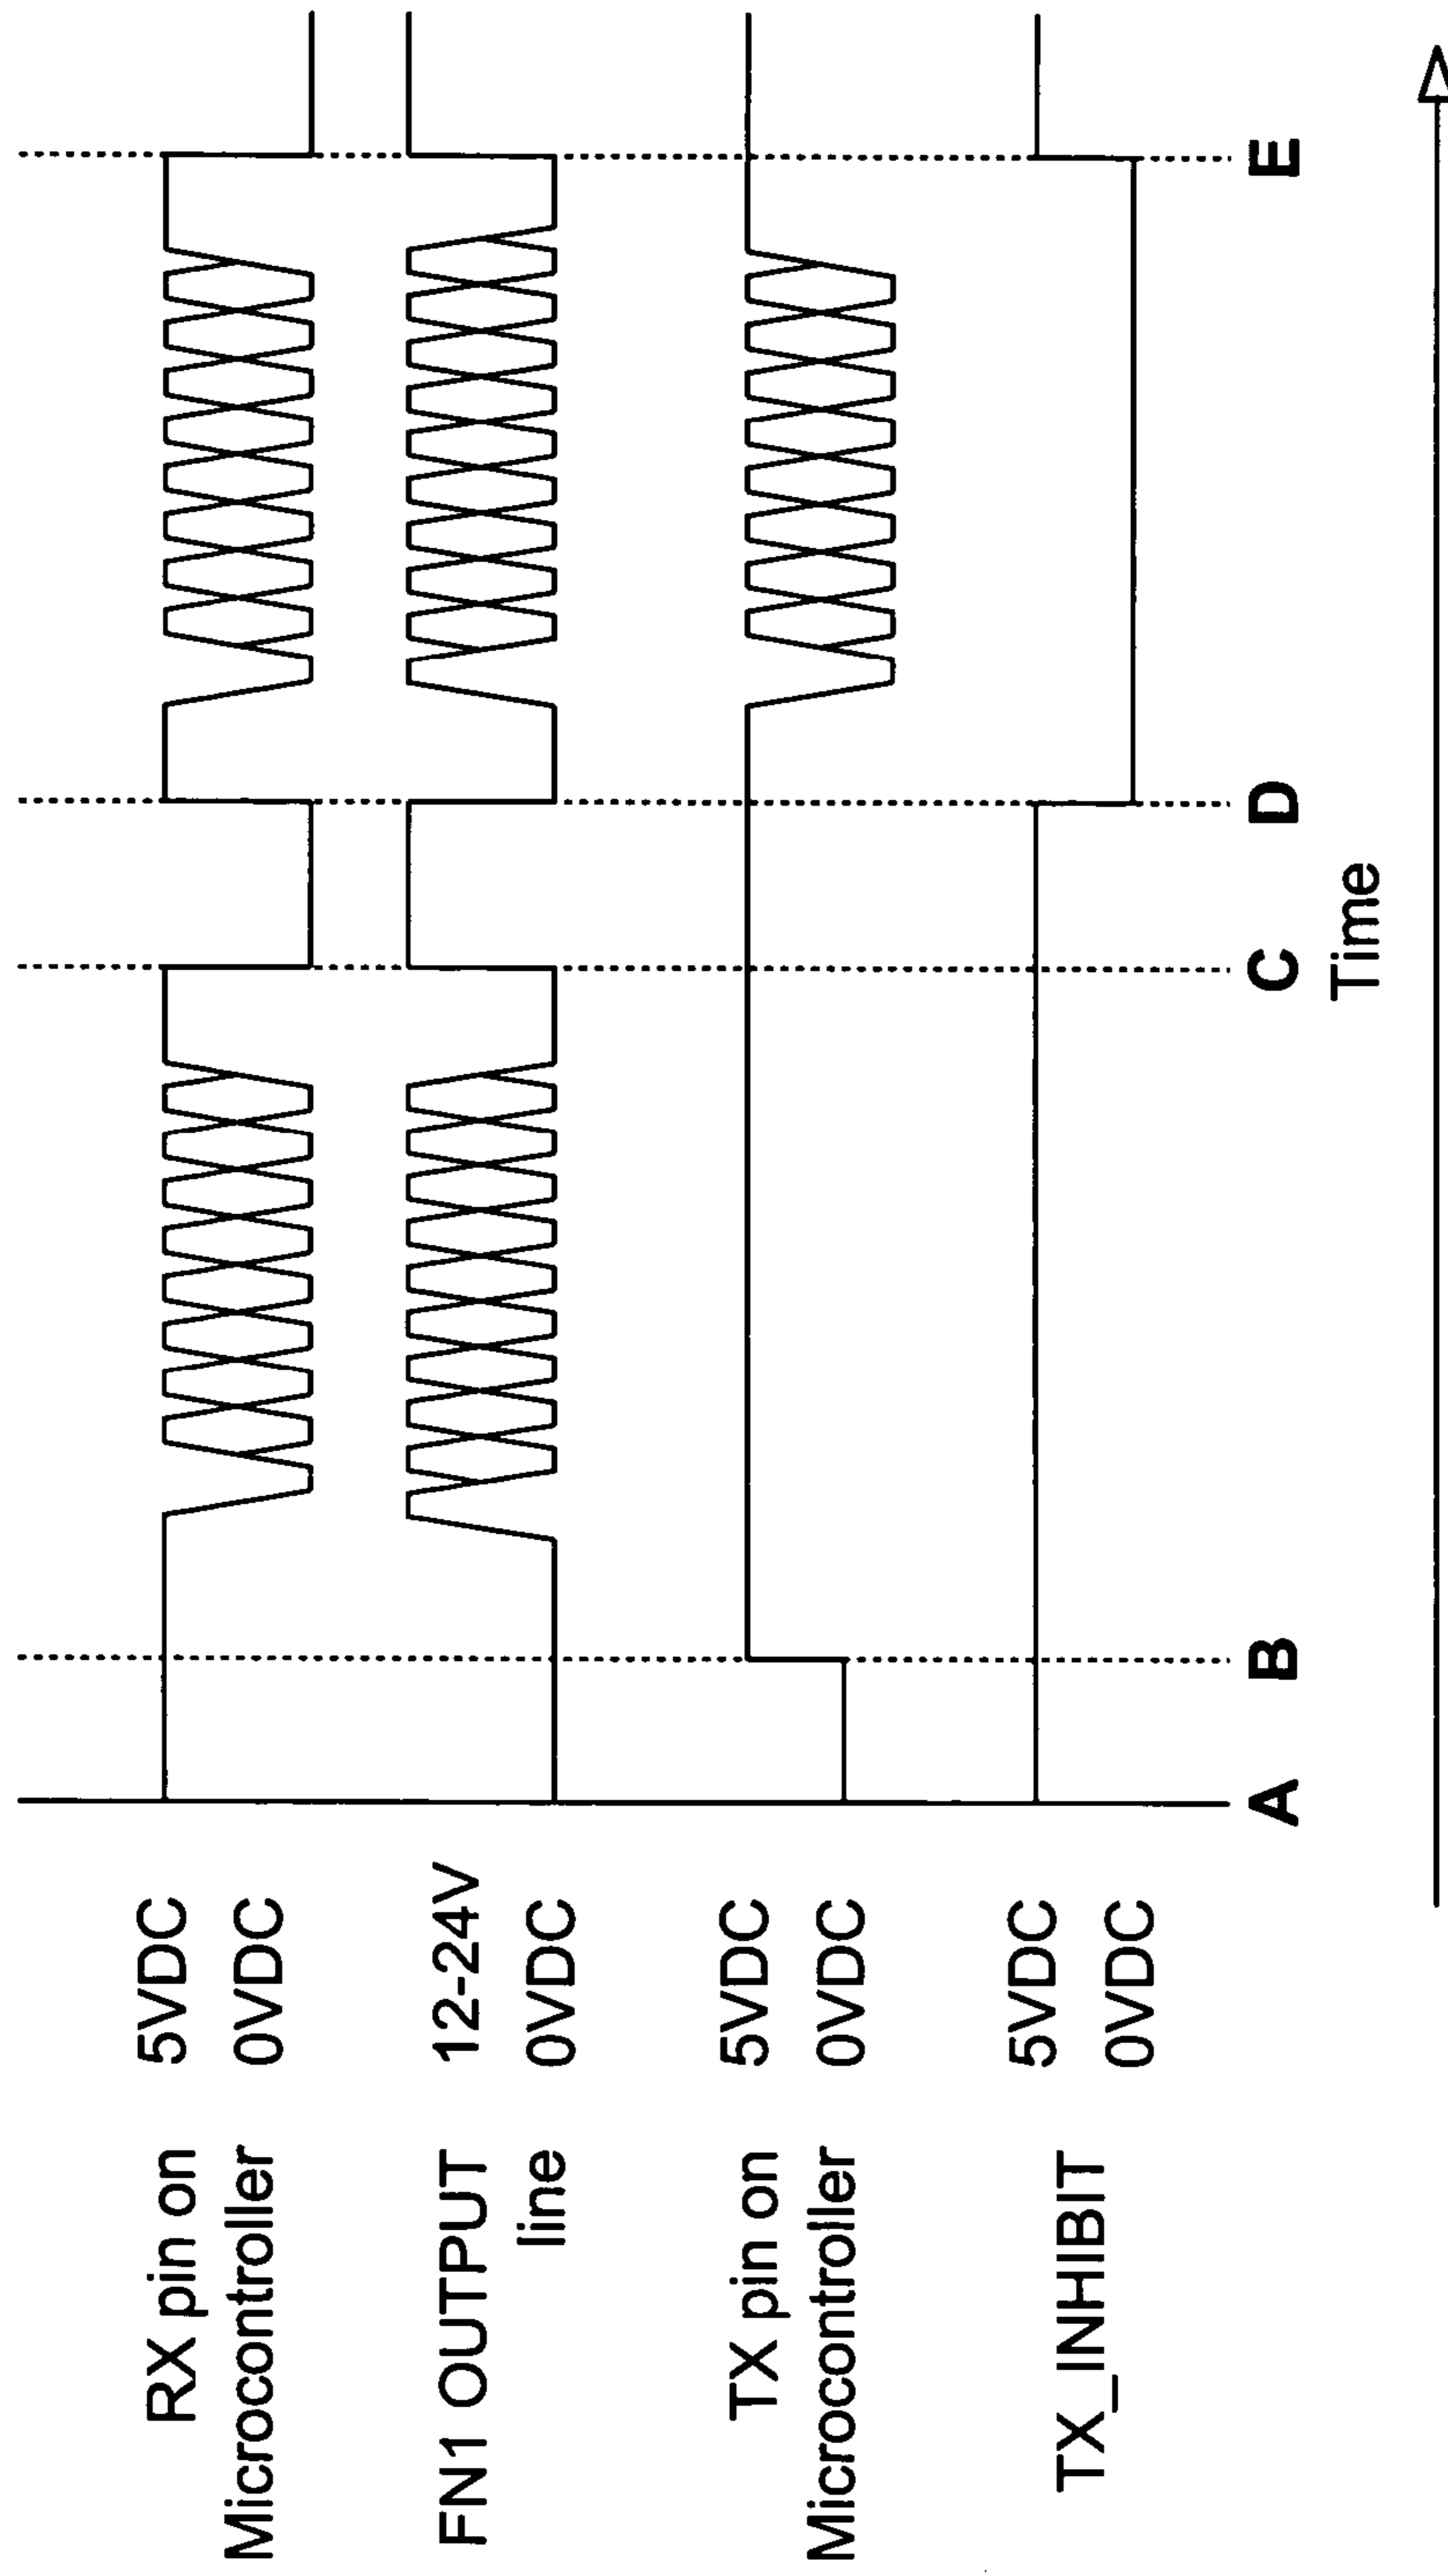 RX pin on
Microcontroller
5VDC
0VDC
FN1 OUTPUT
line
12-24V
0VDC
TX pin on
Microcontroller
5VDC
0VDC
TX_INHIBIT
5VDC
0VDC
A B C D E
Time